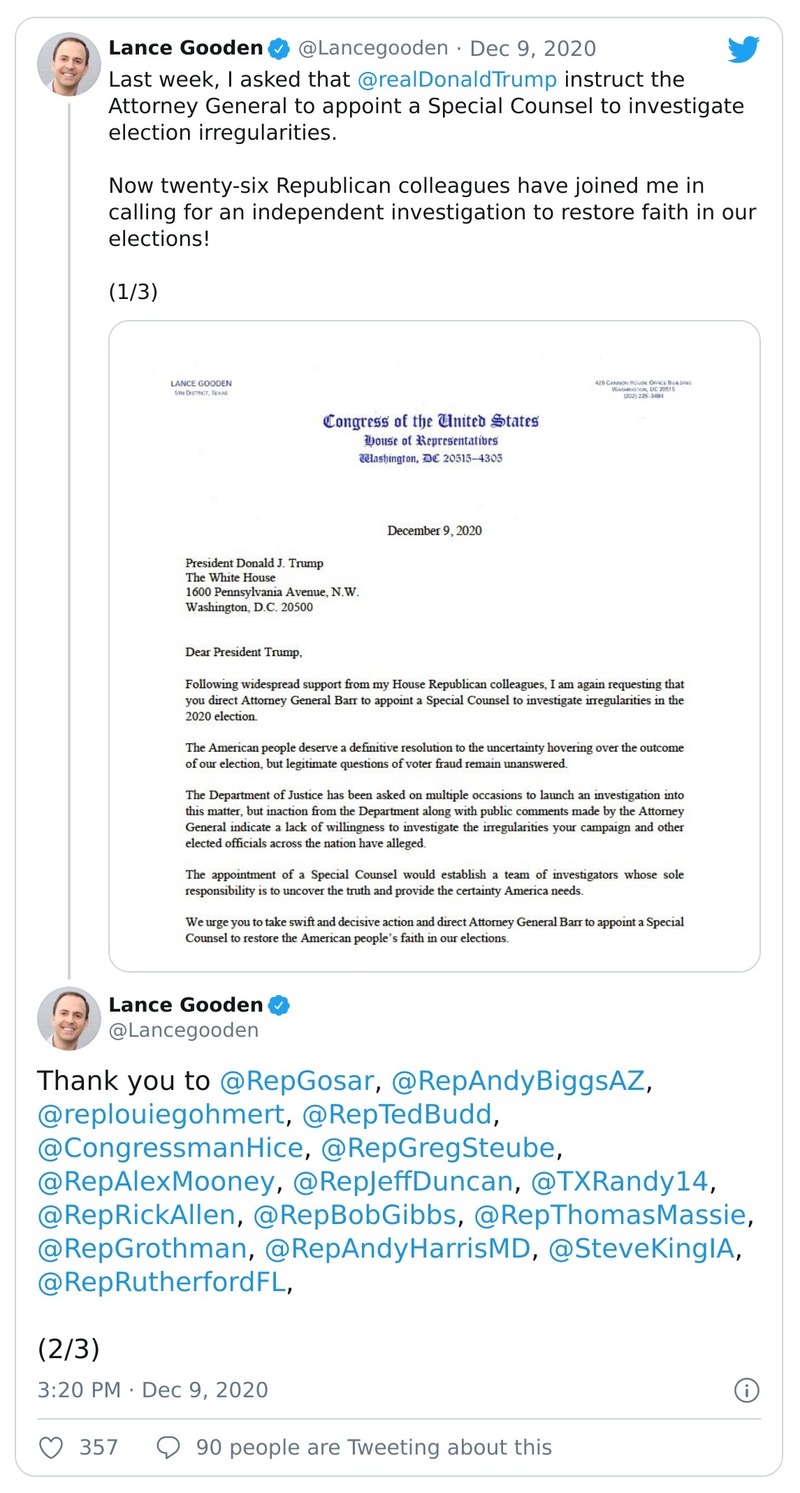 Lance Gooden @Lancegooden · Dec 9, 2020
Last week, I asked that @realDonaldTrump instruct the
Attorney General to appoint a Special Counsel to investigate
election irregularities.
Now twenty-six Republican colleagues have joined me in
calling for an independent investigation to restore faith in our
elections!
(1/3)
LANCE GOODEN
5TH DISTRICT, TEXAS
425 CANNON HOUSE OFFICE BUILDING
WASHINGTON, DC 20515
(202) 225-3484
Congress of the United States
House of Representatives
Washington, DC 20515–4305
December 9, 2020
President Donald J. Trump
The White House
1600 Pennsylvania Avenue, N.W.
Washington, D.C. 20500
Dear President Trump,
Following widespread support from my House Republican colleagues, I am again requesting that
you direct Attorney General Barr to appoint a Special Counsel to investigate irregularities in the
2020 election.
The American people deserve a definitive resolution to the uncertainty hovering over the outcome
of our election, but legitimate questions of voter fraud remain unanswered.
The Department of Justice has been asked on multiple occasions to launch an investigation into
this matter, but inaction from the Department along with public comments made by the Attorney
General indicate a lack of willingness to investigate the irregularities your campaign and other
elected officials across the nation have alleged.
The appointment of a Special Counsel would establish a team of investigators whose sole
responsibility is to uncover the truth and provide the certainty America needs.
We urge you to take swift and decisive action and direct Attorney General Barr to appoint a Special
Counsel to restore the American people's faith in our elections.
Lance Gooden
@Lancegooden
Thank you to @RepGosar, @RepAndyBiggsAZ,
@replouiegohmert, @RepTedBudd,
@CongressmanHice, @RepGregSteube,
@RepAlexMooney, @RepJeffDuncan, @TXRandy14,
@RepRickAllen, @RepBobGibbs, @RepThomasMassie,
@RepGrothman, @RepAndyHarrisMD, @SteveKingIA,
@RepRutherfordFL,
(2/3)
3:20 PM · Dec 9, 2020
357 90 people are Tweeting about this